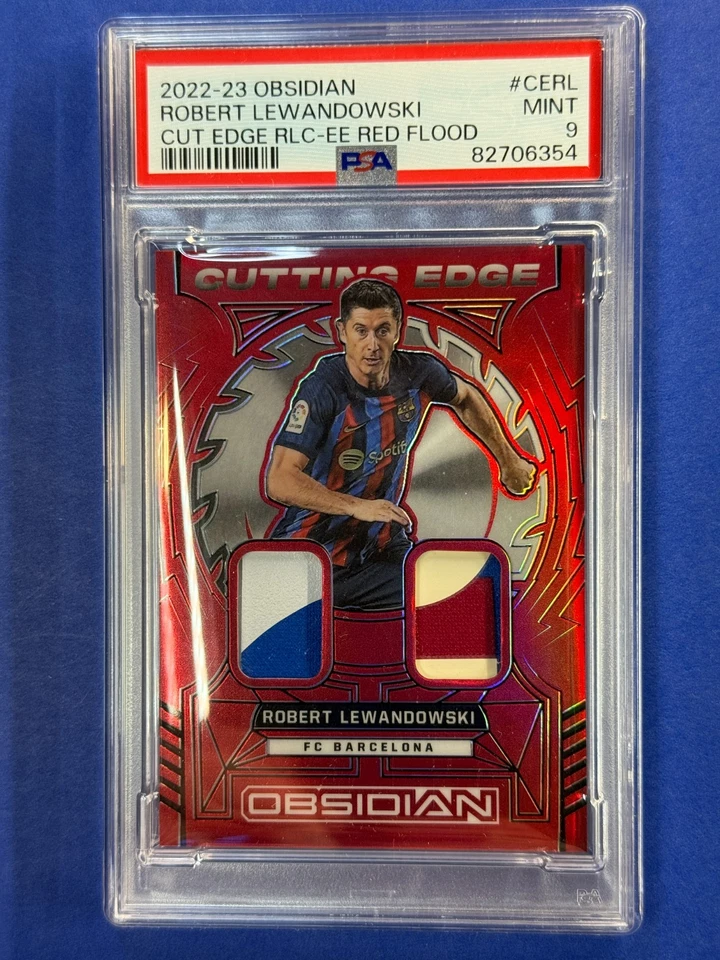 2022-23 OBSIDIAN #CERL
ROBERT LEWANDOWSKI MINT
CUT EDGE RLC-EE RED FLOOD 9
PSA 82706354
CUTTING EDGE
Spotify
ROBERT LEWANDOWSKI
FC BARCELONA
OBSIDIAN